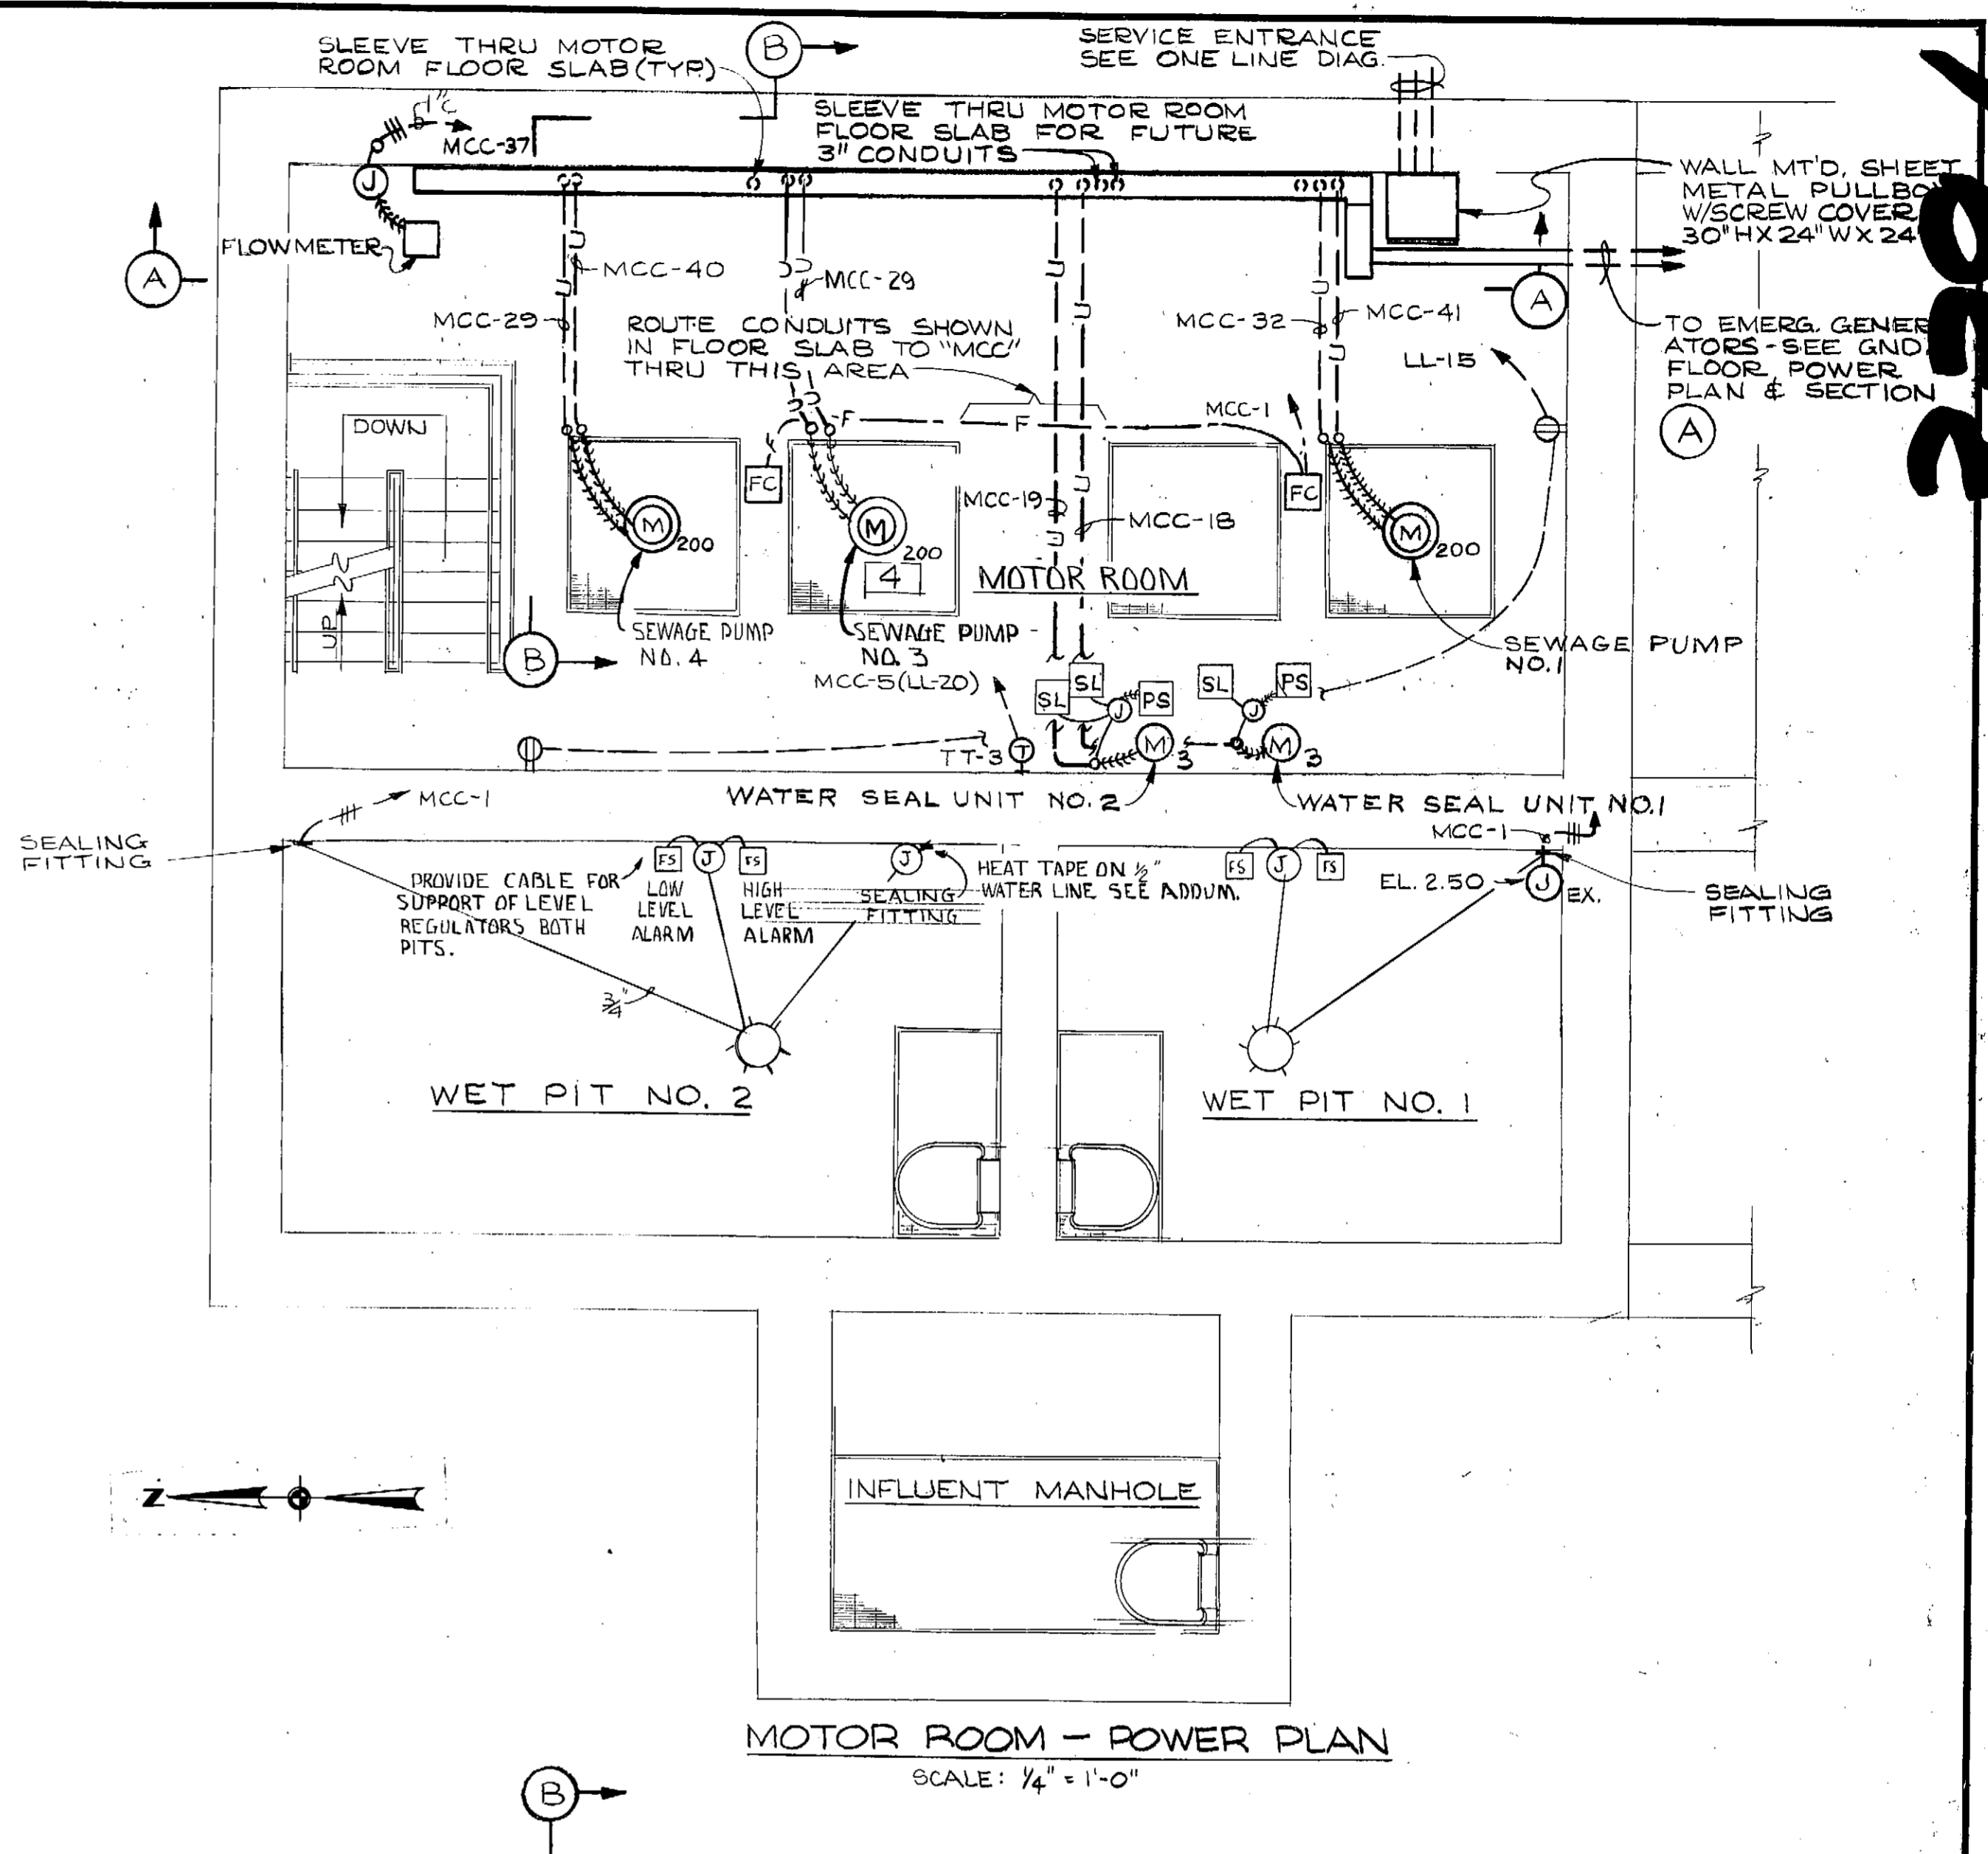 SLEEVE THRU MOTOR
ROOM FLOOR SLAB (TYP.)
B
SERVICE ENTRANCE
SEE ONE LINE DIAG.
1"C
MCC-37
SLEEVE THRU MOTOR ROOM
FLOOR SLAB FOR FUTURE
3" CONDUITS
J
FLOWMETER
WALL MT'D. SHEET
METAL PULLBO
W/SCREW COVER
30"HX24"WX24
A
MCC-40
MCC-29
MCC-29
MCC-32
MCC-41
A
ROUTE CONDUITS SHOWN
IN FLOOR SLAB TO "MCC"
THRU THIS AREA
TO EMERG. GENER
ATORS-SEE GND
FLOOR, POWER
PLAN & SECTION
A
LL-15
MCC-1
DOWN
UP
F
F
FC
FC
MCC-19
MCC-18
M
200
M
200
M
200
4
MOTOR ROOM
SEWAGE PUMP
NO. 4
SEWAGE PUMP -
NO. 3
SEWAGE PUMP
NO. 1
B
MCC-5(LL-20)
SL
SL
PS
SL
PS
J
J
TT-3
T
M
3
M
3
WATER SEAL UNIT NO. 2
WATER SEAL UNIT NO. 1
MCC-1
MCC-1
SEALING
FITTING
FS
J
FS
J
FS
J
FS
PROVIDE CABLE FOR
SUPPORT OF LEVEL
REGULATORS BOTH
PITS.
LOW
LEVEL
ALARM
HIGH
LEVEL
ALARM
SEALING
FITTING
HEAT TAPE ON ½"
WATER LINE SEE ADDUM.
EL. 2.50
J
EX.
SEALING
FITTING
3/4"
WET PIT NO. 2
WET PIT NO. 1
INFLUENT MANHOLE
Z
MOTOR ROOM - POWER PLAN
SCALE: 1/4" = 1'-0"
B